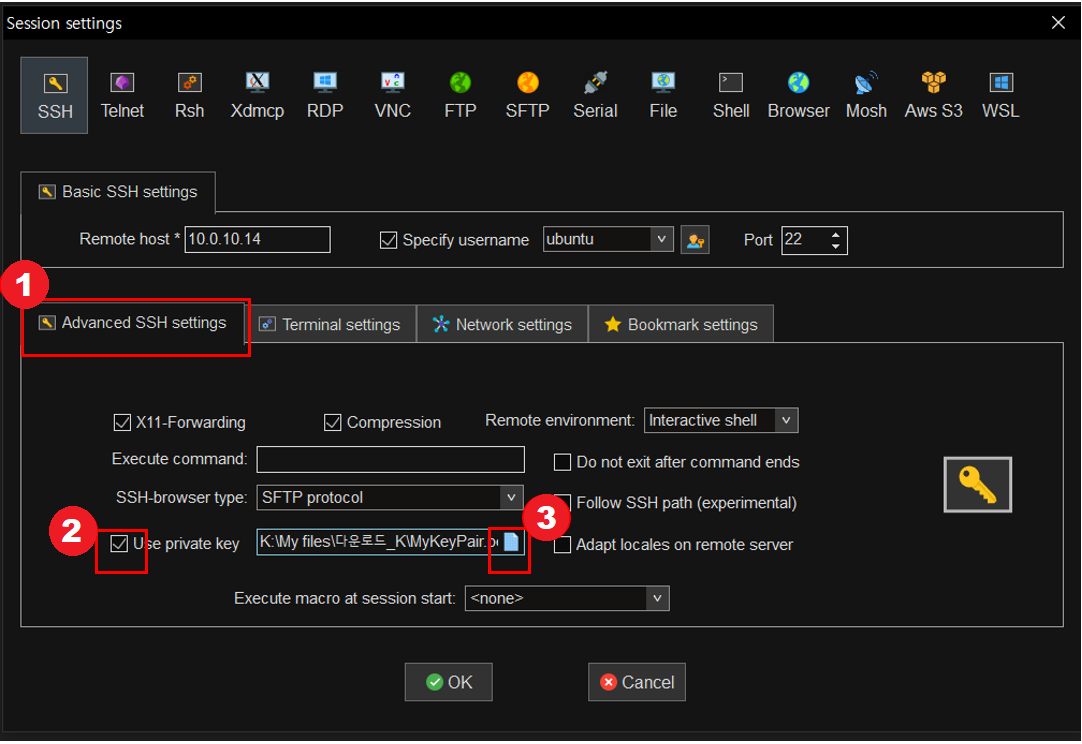 Session settings
SSH Telnet Rsh Xdmcp RDP VNC FTP SFTP Serial File Shell Browser Mosh Aws S3 WSL
Basic SSH settings
Remote host * 10.0.10.14 Specify username ubuntu Port 22
1
Advanced SSH settings Terminal settings Network settings Bookmark settings
X11-Forwarding Compression Remote environment: Interactive shell
Execute command: Do not exit after command ends
SSH-browser type: SFTP protocol Follow SSH path (experimental)
2 3
Use private key K:\My files\다운로드_K\MyKeyPair.pe Adapt locales on remote server
Execute macro at session start: <none>
OK Cancel